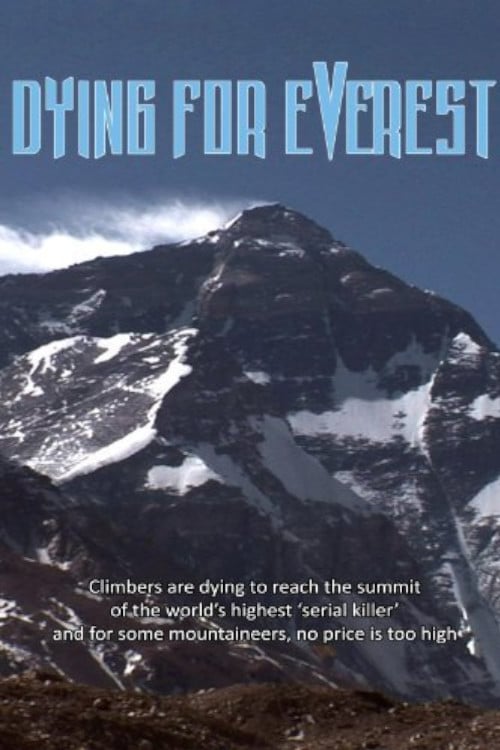 DYING FOR EVEREST
Climbers are dying to reach the summit
of the world's highest 'serial killer'
and for some mountaineers, no price is too high